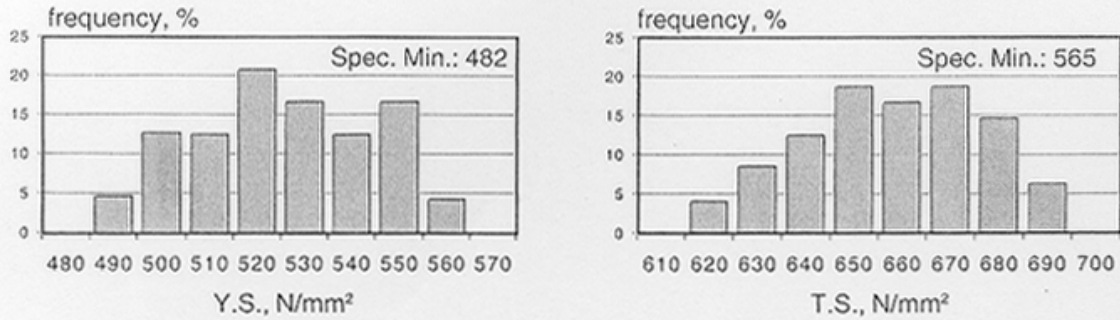 frequency, %
25
Spec. Min.: 482
20
15
10
5
0
480 490 500 510 520 530 540 550 560 570
Y.S., N/mm²
frequency, %
25
Spec. Min.: 565
20
15
10
5
0
610 620 630 640 650 660 670 680 690 700
T.S., N/mm²